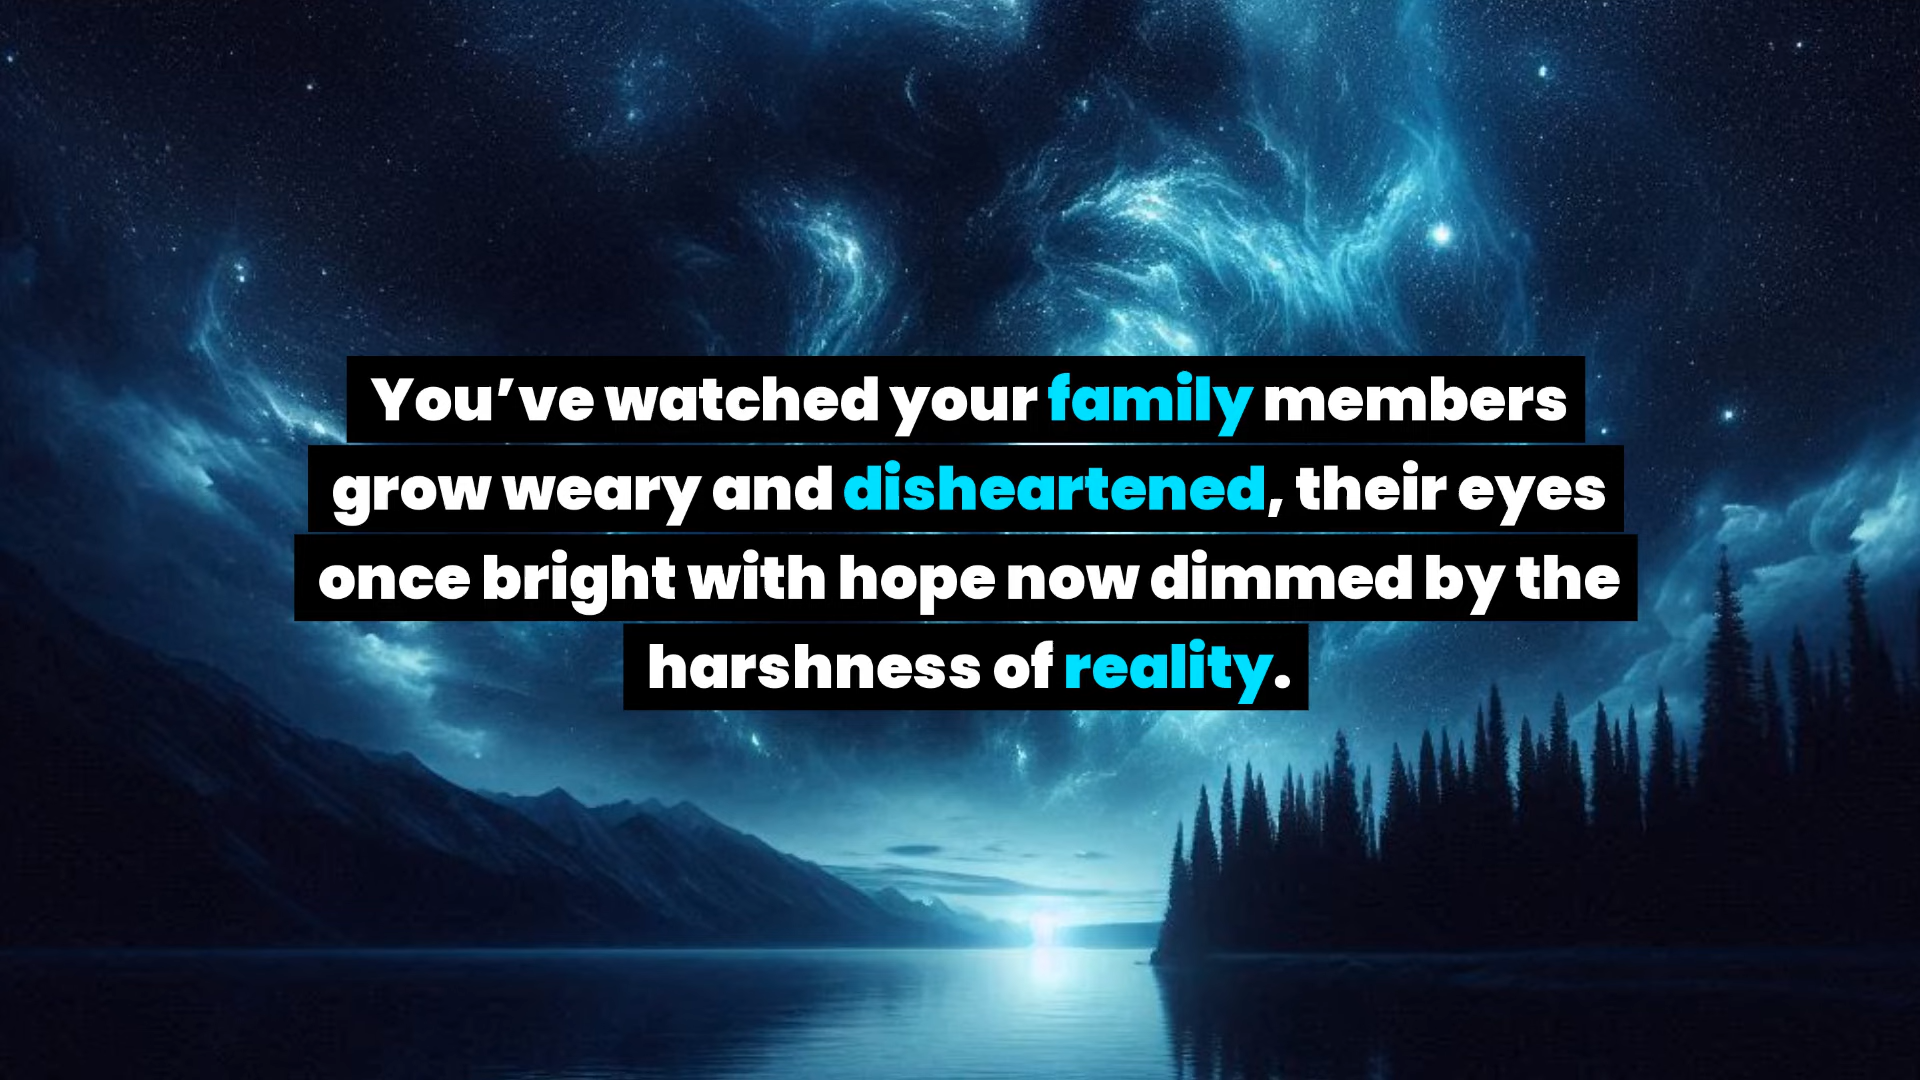 You’ve watched your family members
grow weary and disheartened, their eyes
once bright with hope now dimmed by the
harshness of reality.